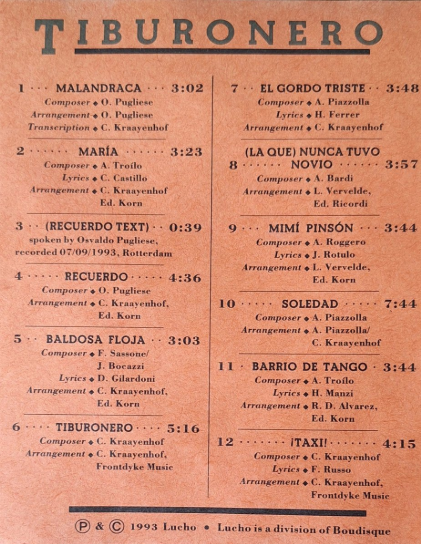 TIBURONERO
1 ··· MALANDRACA ··· 3:02
Composer ◆ O. Pugliese
Arrangement ◆ O. Pugliese
Transcription ◆ C. Kraayenhof
2 ······ MARÍA ······ 3:23
Composer ◆ A. Troílo
Lyrics ◆ C. Castillo
Arrangement ◆ C. Kraayenhof
Ed. Korn
3 ·· (RECUERDO TEXT) ·· 0:39
spoken by Osvaldo Pugliese,
recorded 07/09/1993, Rotterdam
4 ····· RECUERDO ····· 4:36
Composer ◆ O. Pugliese
Arrangement ◆ C. Kraayenhof,
Ed. Korn
5 ·· BALDOSA FLOJA ·· 3:03
Composer ◆ F. Sassone/
J. Bocazzi
Lyrics ◆ D. Gilardoni
Arrangement ◆ C. Kraayenhof,
Ed. Korn
6 ···· TIBURONERO ···· 5:16
Composer ◆ C. Kraayenhof
Arrangement ◆ C. Kraayenhof,
Frontdyke Music
7 ·· EL GORDO TRISTE ·· 3:48
Composer ◆ A. Piazzolla
Lyrics ◆ H. Ferrer
Arrangement ◆ C. Kraayenhof
(LA QUE) NUNCA TUVO
8 ······· NOVIO ······ 3:57
Composer ◆ A. Bardi
Arrangement ◆ L. Vervelde,
Ed. Ricordi
9 ···· MIMÍ PINSÓN ···· 3:44
Composer ◆ A. Roggero
Lyrics ◆ J. Rotulo
Arrangement ◆ L. Vervelde,
Ed. Korn
10 ······ SOLEDAD ······ 7:44
Composer ◆ A. Piazzolla
Arrangement ◆ A. Piazzolla/
C. Kraayenhof
11 · BARRIO DE TANGO · 3:44
Composer ◆ A. Troílo
Lyrics ◆ H. Manzi
Arrangement ◆ R. D. Alvarez,
Ed. Korn
12 ········ ¡TAXI! ······· 4:15
Composer ◆ C. Kraayenhof
Lyrics ◆ F. Russo
Arrangement ◆ C. Kraayenhof,
Frontdyke Music
Ⓟ & © 1993 Lucho ● Lucho is a division of Boudisque